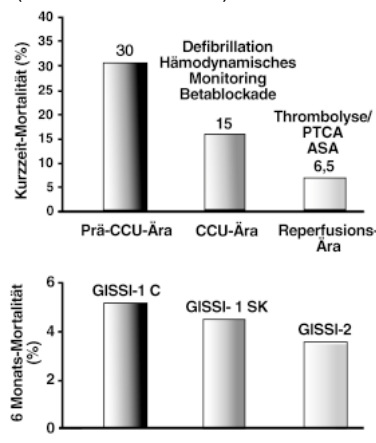 40
35
30
25
20
15
10
5
0
Kurzzeit-Mortalität (%)
30
Defibrillation
Hämodynamisches
Monitoring
Betablockade
15
Thrombolyse/
PTCA
ASA
6,5
Prä-CCU-Ära
CCU-Ära
Reperfusions-
Ära
6
4
2
0
6 Monats-Mortalität
(%)
GISSI-1 C
GISSI- 1 SK
GISSI-2